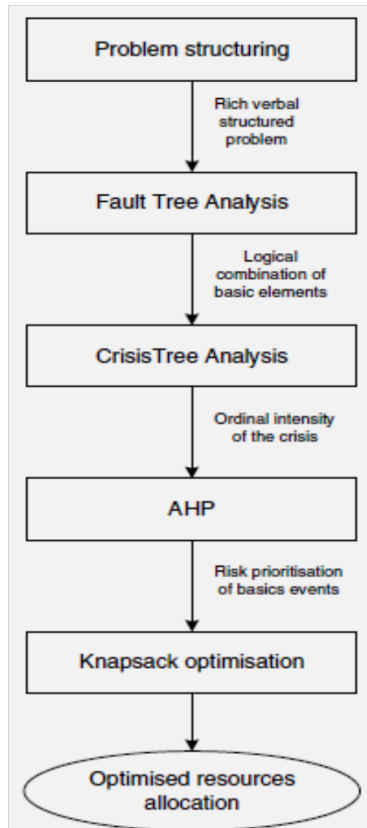 Problem structuring
Rich verbal
structured
problem
Fault Tree Analysis
Logical
combination of
basic elements
CrisisTree Analysis
Ordinal intensity
of the crisis
AHP
Risk prioritisation
of basics events
Knapsack optimisation
Optimised resources
allocation